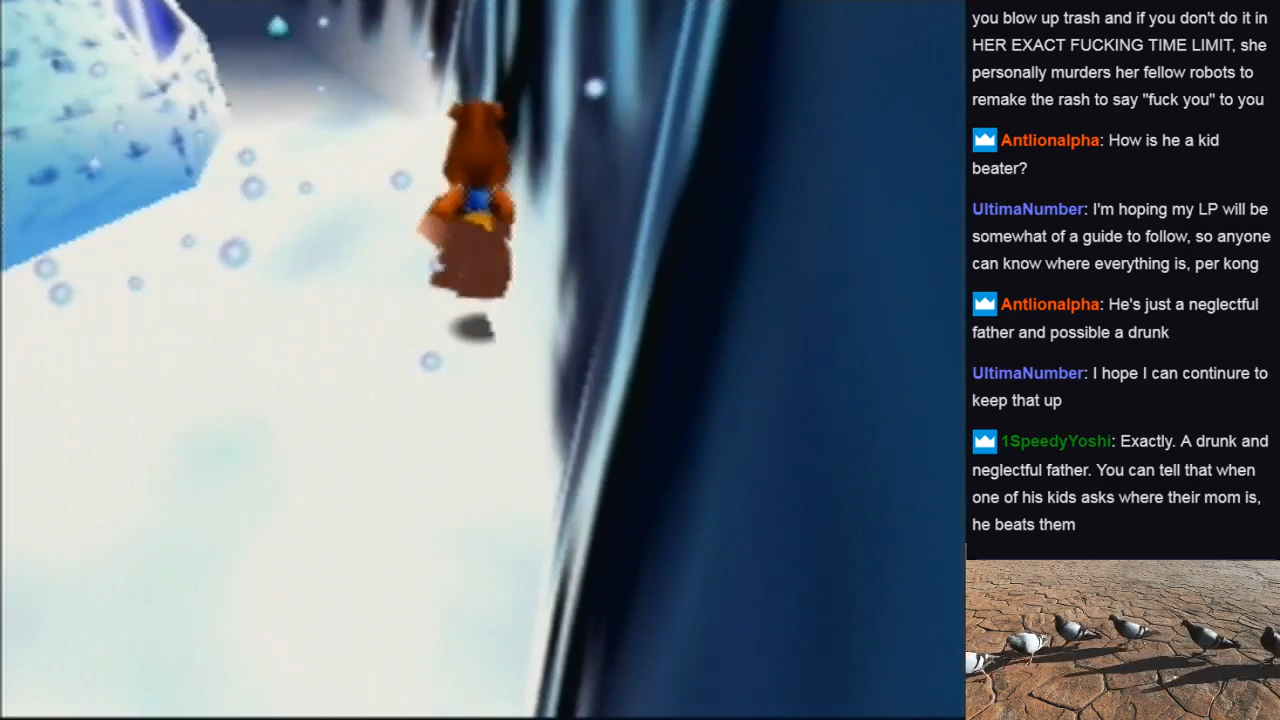 you blow up trash and if you don't do it in
HER EXACT FUCKING TIME LIMIT, she
personally murders her fellow robots to
remake the rash to say "fuck you" to you
Antlionalpha: How is he a kid
beater?
UltimaNumber: I'm hoping my LP will be
somewhat of a guide to follow, so anyone
can know where everything is, per kong
Antlionalpha: He's just a neglectful
father and possible a drunk
UltimaNumber: I hope I can continue to
keep that up
1SpeedyYoshi: Exactly. A drunk and
neglectful father. You can tell that when
one of his kids asks where their mom is,
he beats them